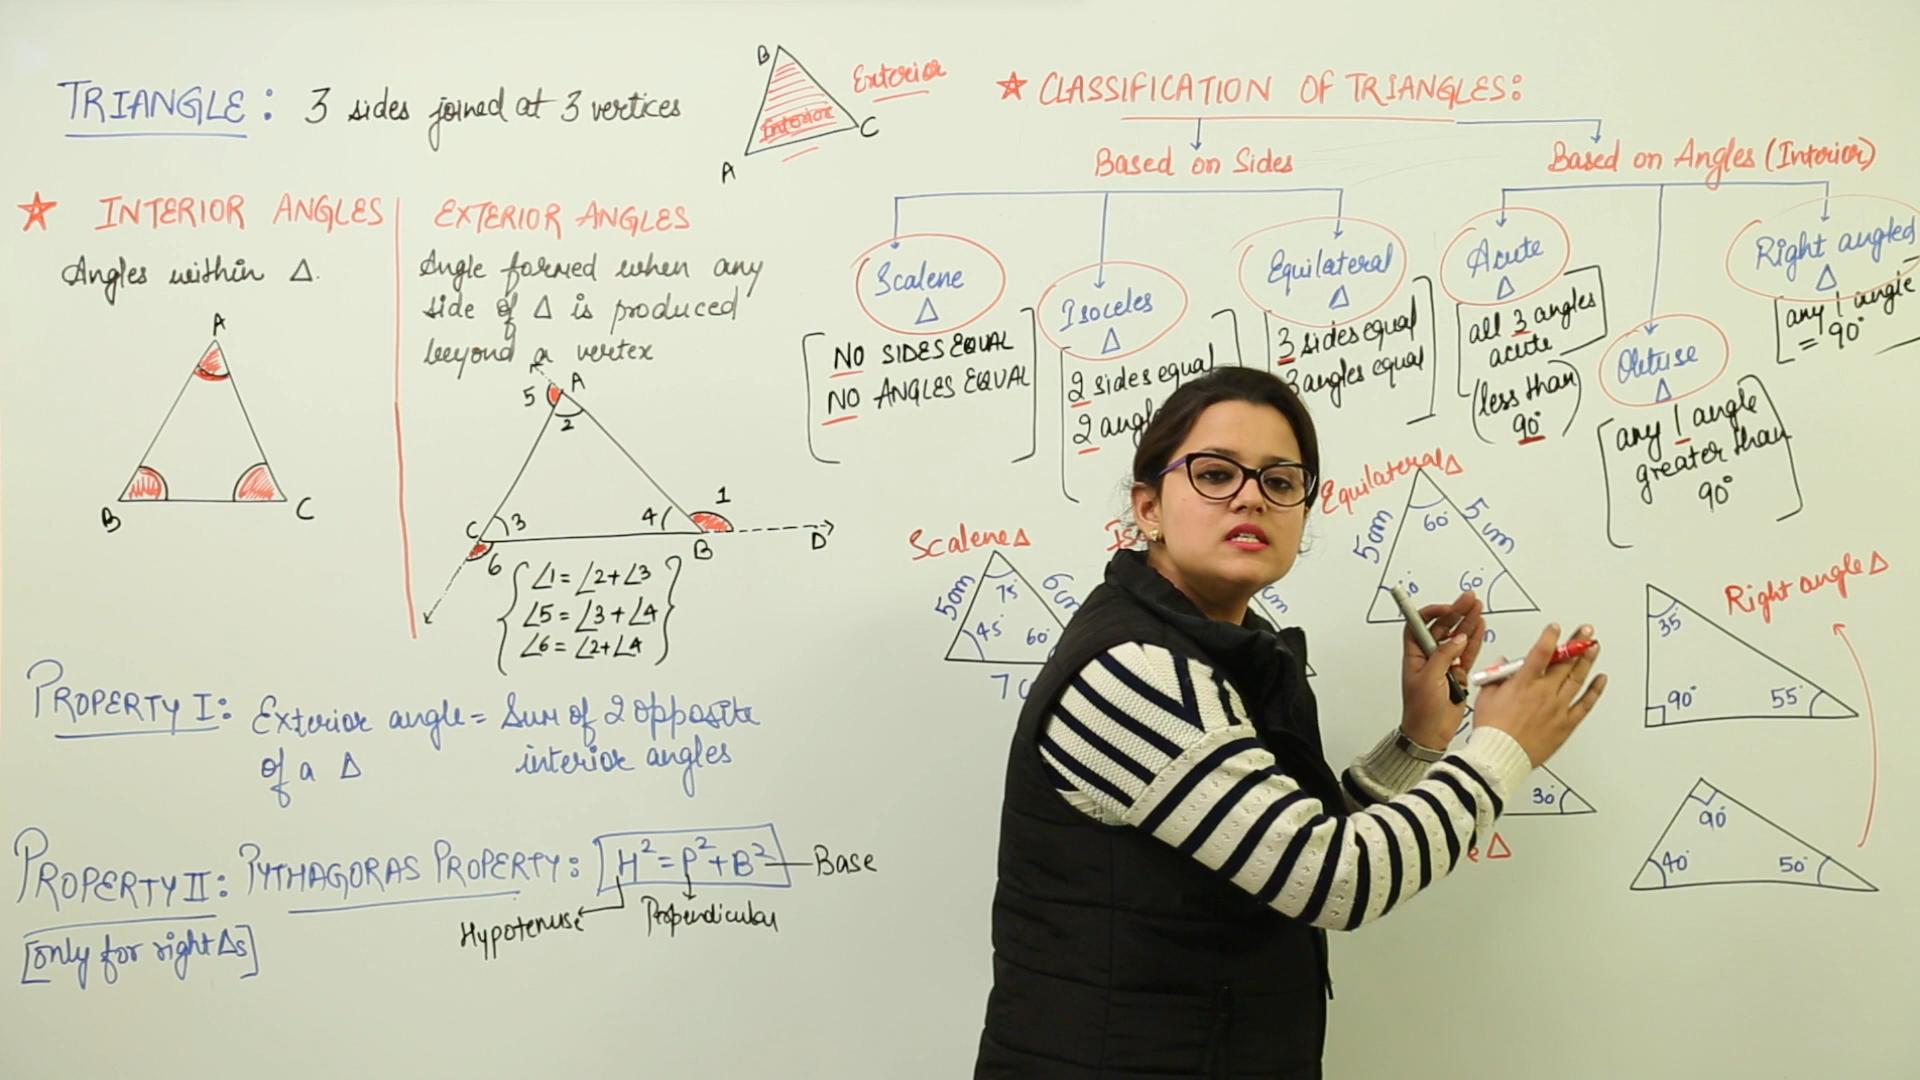 TRIANGLE: 3 sides joined at 3 vertices
B
A
C
Interior
Exterior
★ INTERIOR ANGLES
Angles within Δ.
A
B
C
EXTERIOR ANGLES
Angle formed when any
side of Δ is produced
beyond a vertex
5
A
2
C
3
4
1
B
D
6
∠1 = ∠2+∠3
∠5 = ∠3+∠4
∠6 = ∠2+∠4
PROPERTY I: Exterior angle = Sum of 2 opposite
of a Δ interior angles
PROPERTY II: PYTHAGORAS PROPERTY: H² = P²+B² Base
Hypotenuse Perpendicular
[only for right Δs]
★ CLASSIFICATION OF TRIANGLES:
Based on Sides
Scalene
Δ
NO SIDES EQUAL
NO ANGLES EQUAL
Isoceles
Δ
2 sides equal
2
Equilateral
Δ
3 sides equal
3 angles equal
Based on Angles (Interior)
Acute
Δ
all 3 angles
acute
(less than
90°)
Obtuse
Δ
any 1 angle
greater than
90°
Right angled
Δ
any 1 angle
= 90°
Scalene Δ
5cm
75°
6cm
45°
60°
7
cm
Equilateral Δ
5cm
60°
5cm
60°
30°
Δ
Right angle Δ
35°
90°
55°
90°
40°
50°